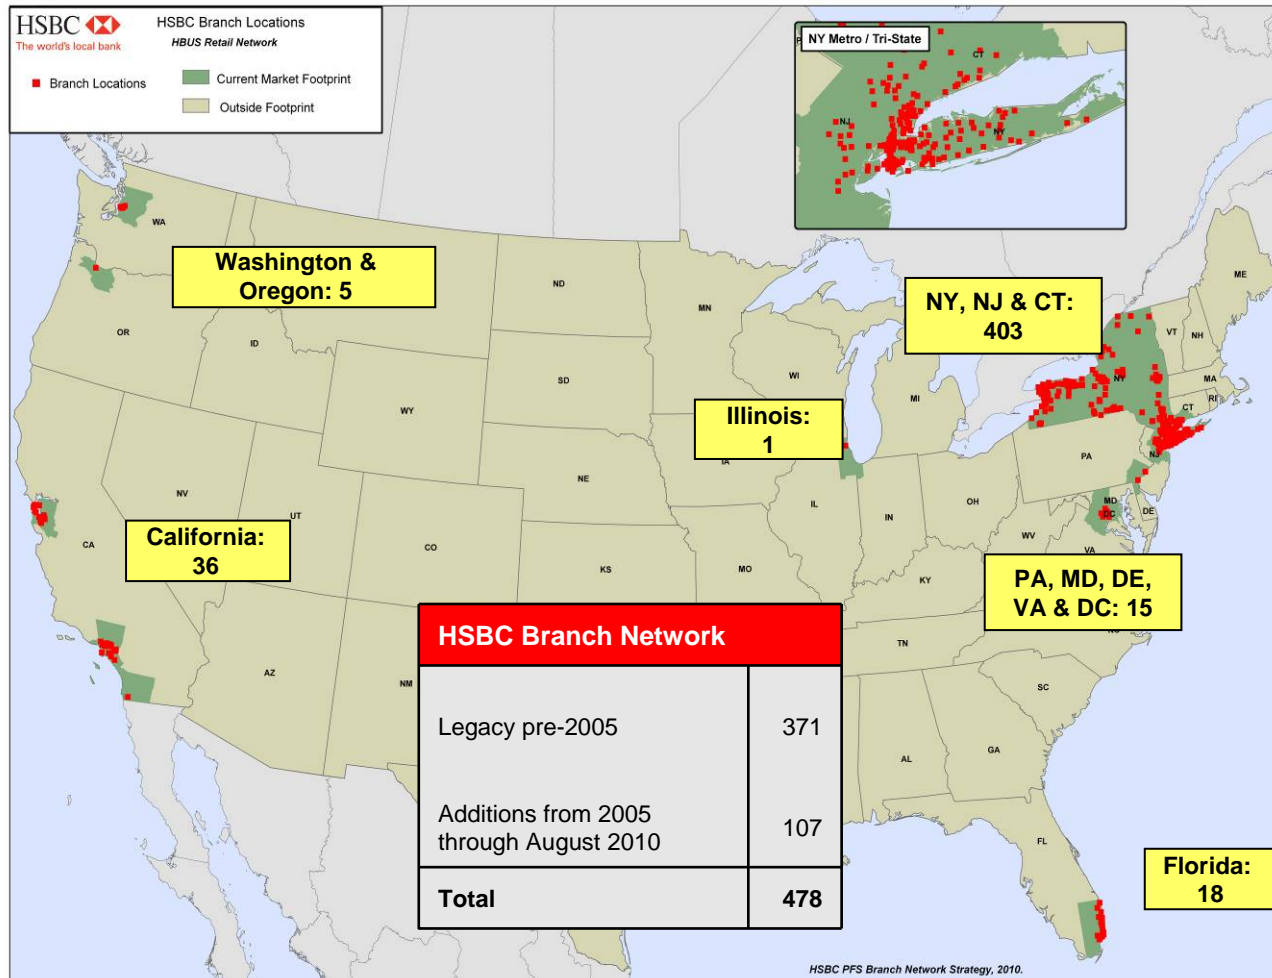 HSBC
The world's local bank
HSBC Branch Locations
HBUS Retail Network
Branch Locations
Current Market Footprint
Outside Footprint
NY Metro / Tri-State
P
CT
NJ
NY
WA
Washington &
Oregon: 5
OR
ID
ND
MN
SD
WI
MI
WY
NY, NJ & CT:
403
ME
VT
NH
NY
MA
CT
RI
Illinois:
1
IA
NE
PA
NJ
NV
UT
IL
IN
OH
MD
DC
DE
California:
36
CA
CO
KS
MO
WV
VA
KY
PA, MD, DE,
VA & DC: 15
HSBC Branch Network
Legacy pre-2005 371
Additions from 2005
through August 2010 107
Total 478
AZ
NM
TN
NC
SC
AL
GA
FL
Florida:
18
HSBC PFS Branch Network Strategy, 2010.